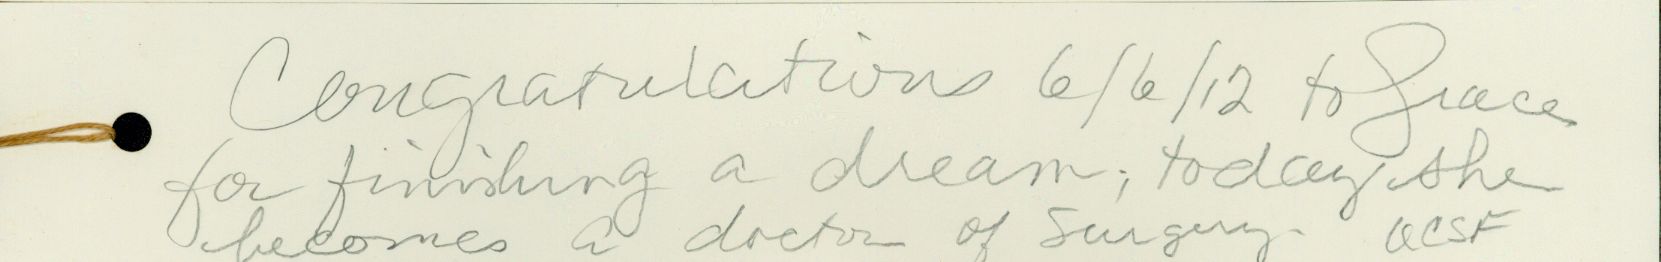 Congratulations 6/6/12 to Grace
for finishing a dream; today she
becomes a doctor of surgery. UCSF